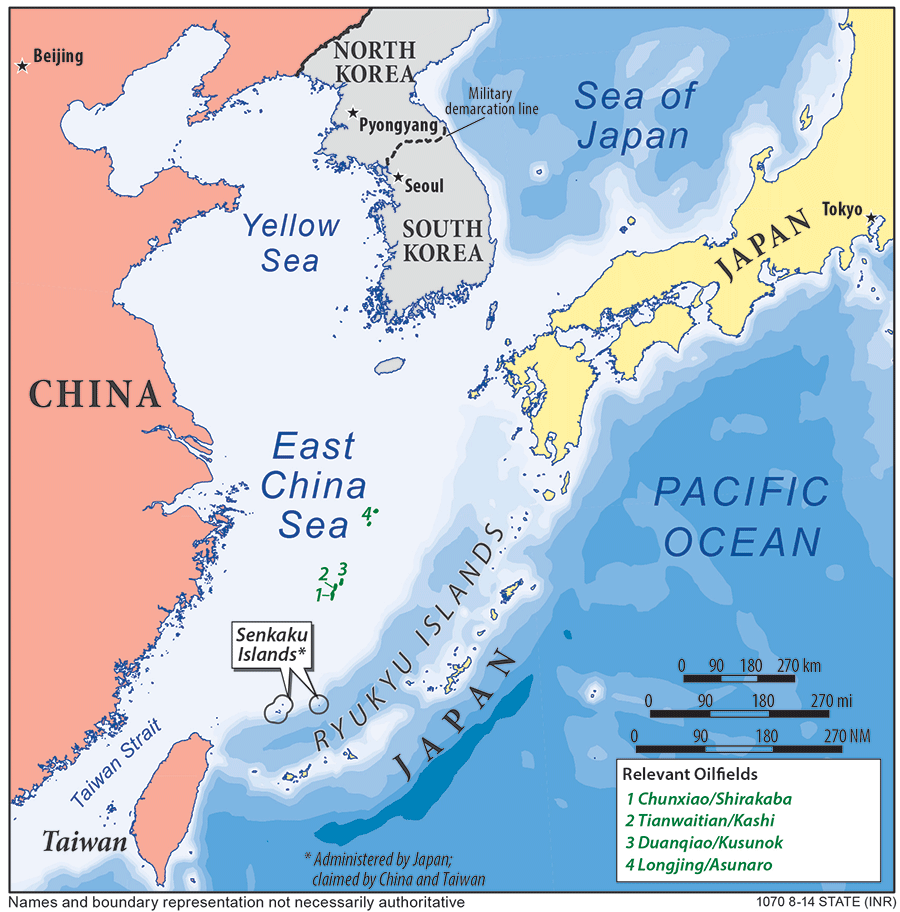 Beijing
NORTH
KOREA
Military
demarcation line
Pyongyang
Seoul
SOUTH
KOREA
Sea of
Japan
Yellow
Sea
Tokyo
JAPAN
CHINA
East
China
Sea
4
2
3
1
PACIFIC
OCEAN
Senkaku
Islands*
RYUKYU ISLANDS
JAPAN
Taiwan Strait
Taiwan
0 90 180 270 km
0 90 180 270 mi
0 90 180 270 NM
Relevant Oilfields
1 Chunxiao/Shirakaba
2 Tianwaitian/Kashi
3 Duanqiao/Kusunok
4 Longjing/Asunaro
* Administered by Japan;
claimed by China and Taiwan
Names and boundary representation not necessarily authoritative
1070 8-14 STATE (INR)